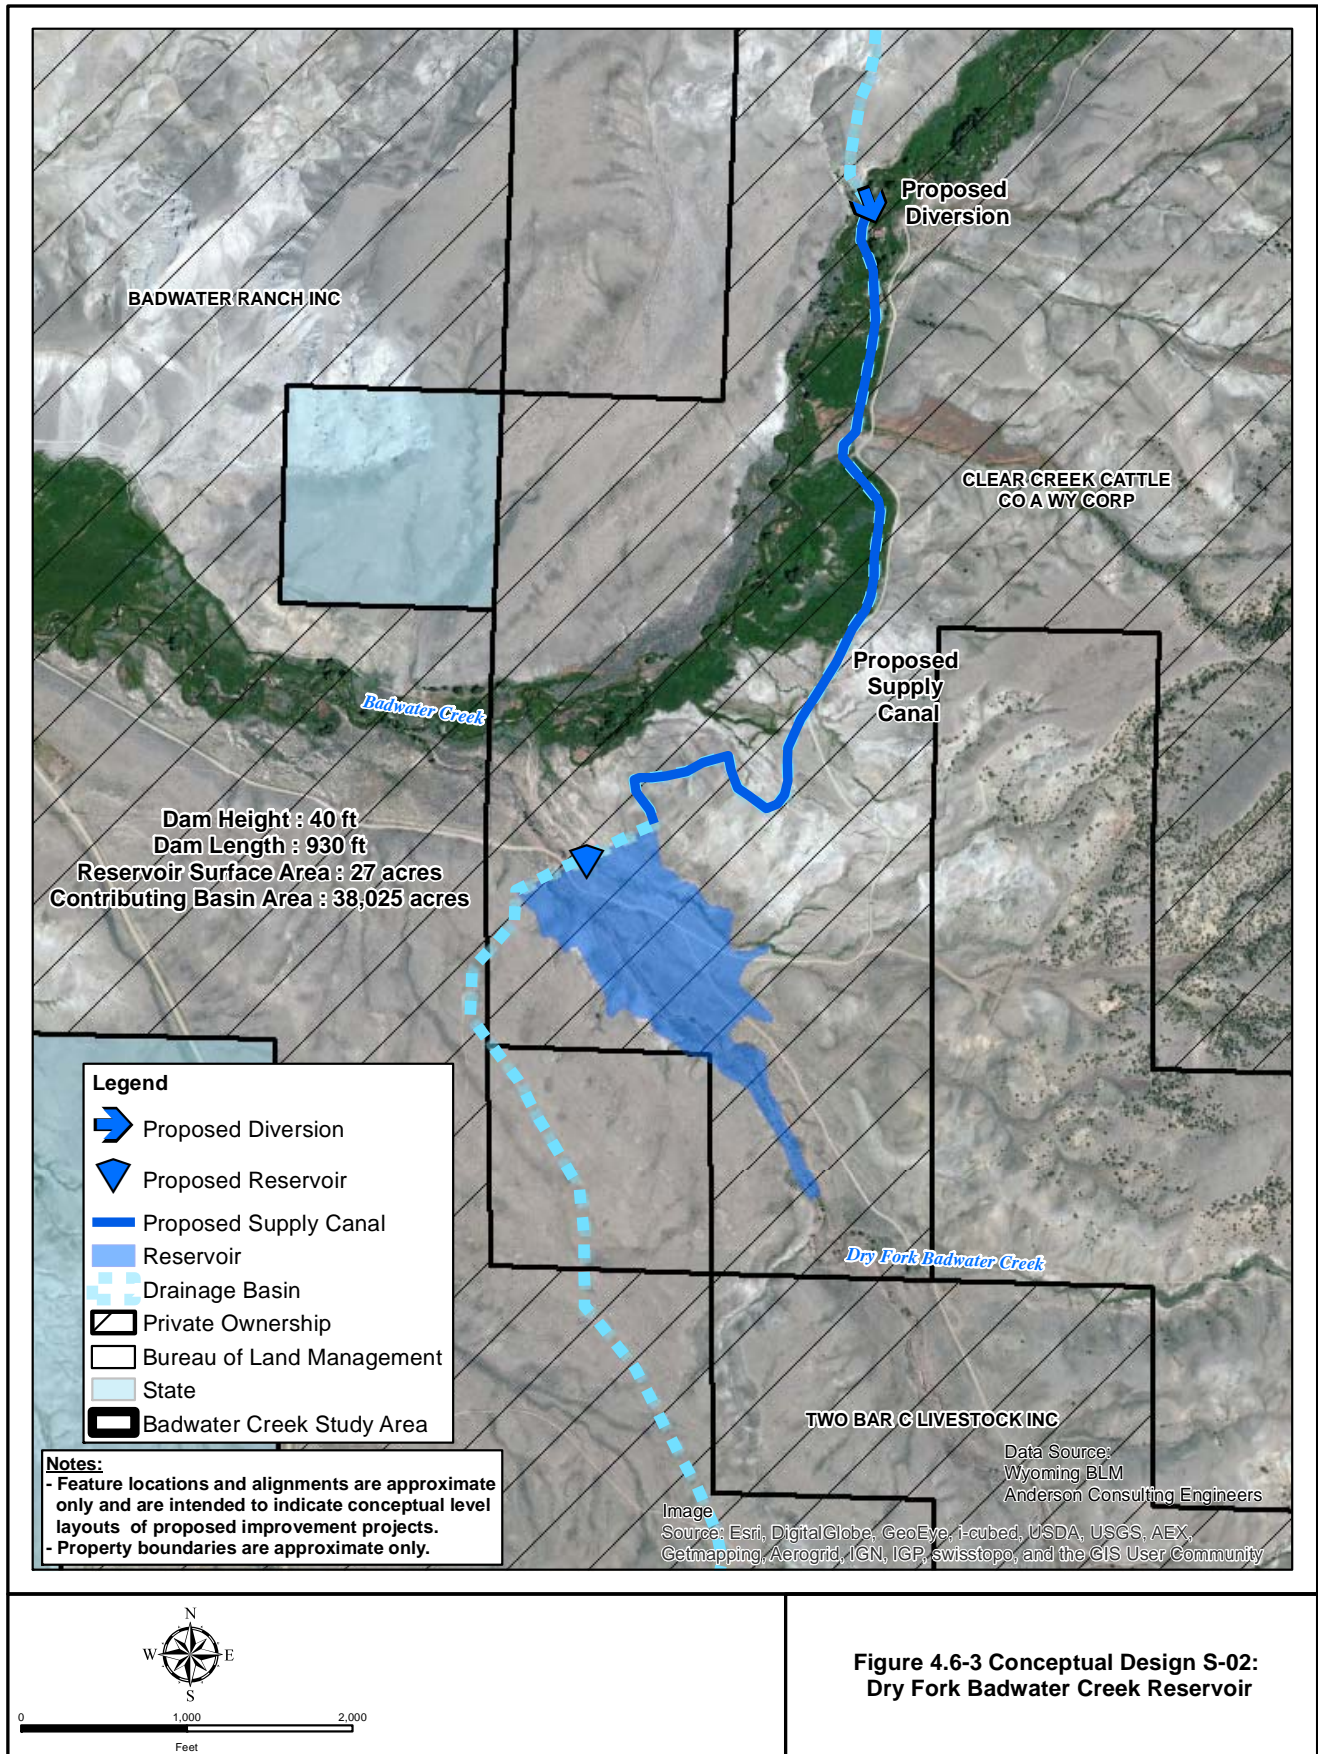 Proposed
Diversion
BADWATER RANCH INC
CLEAR CREEK CATTLE
CO A WY CORP
Proposed
Supply
Canal
Badwater Creek
Dam Height : 40 ft
Dam Length : 930 ft
Reservoir Surface Area : 27 acres
Contributing Basin Area : 38,025 acres
Dry Fork Badwater Creek
TWO BAR C LIVESTOCK INC
Legend
Proposed Diversion
Proposed Reservoir
Proposed Supply Canal
Reservoir
Drainage Basin
Private Ownership
Bureau of Land Management
State
Badwater Creek Study Area
Notes:
- Feature locations and alignments are approximate
only and are intended to indicate conceptual level
layouts of proposed improvement projects.
- Property boundaries are approximate only.
Data Source:
Wyoming BLM
Anderson Consulting Engineers
Image
Source: Esri, DigitalGlobe, GeoEye, i-cubed, USDA, USGS, AEX,
Getmapping, Aerogrid, IGN, IGP, swisstopo, and the GIS User Community
N
W E
S
0 1,000 2,000
Feet
Figure 4.6-3 Conceptual Design S-02:
Dry Fork Badwater Creek Reservoir